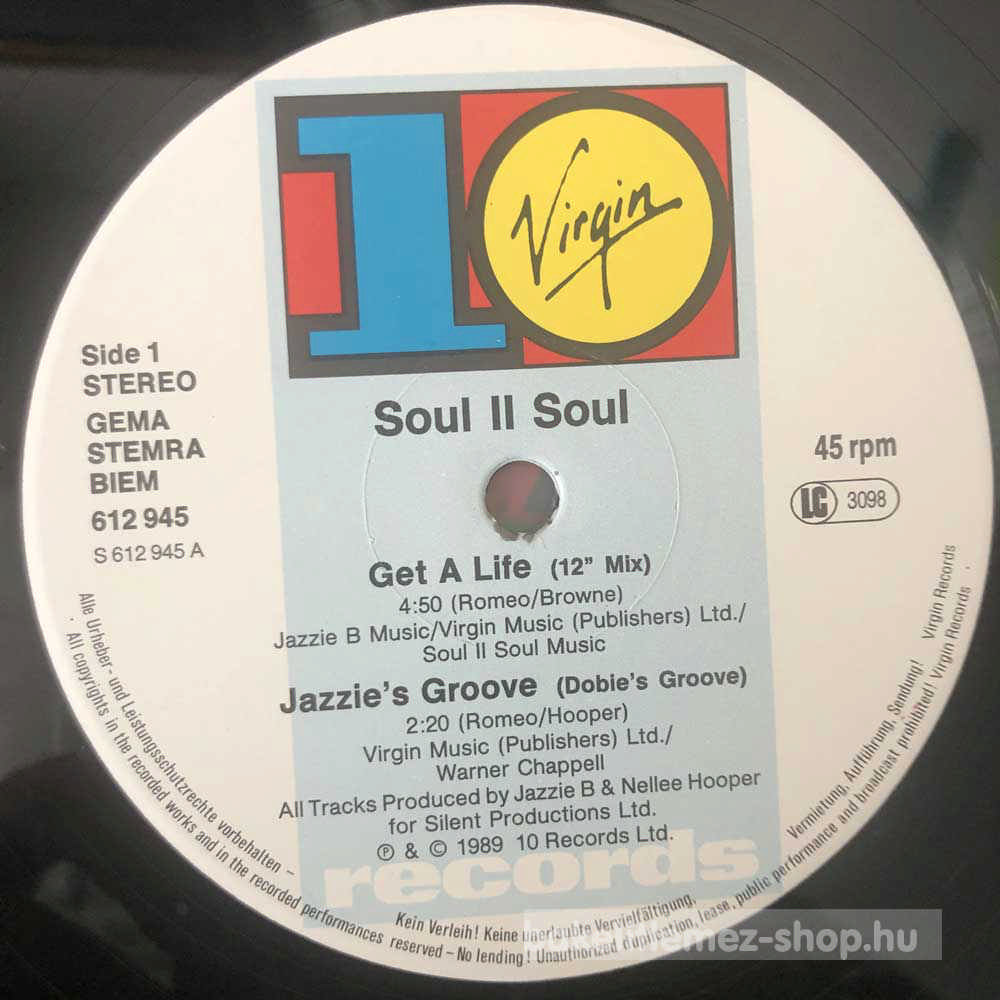 10
Virgin
Soul II Soul
Side 1
STEREO
GEMA
STEMRA
BIEM
612 945
S 612 945 A
45 rpm
LC 3098
Get A Life (12" Mix)
4:50 (Romeo/Browne)
Jazzie B Music/Virgin Music (Publishers) Ltd./
Soul II Soul Music
Jazzie's Groove (Dobie's Groove)
2:20 (Romeo/Hooper)
Virgin Music (Publishers) Ltd./
Warner Chappell
All Tracks Produced by Jazzie B & Nellee Hooper
for Silent Productions Ltd.
℗ & © 1989 10 Records Ltd.
records
Alle Urheber- und Leistungsschutzrechte vorbehalten – Kein Verleih! Keine unerlaubte Vervielfältigung, Vermietung, Aufführung, Sendung! Virgin Records
. All copyrights in the recorded works and in the recorded performances reserved – No lending! Unauthorized duplication, lease, public performance and broadcast prohibited! Virgin Records .
-shop.hu